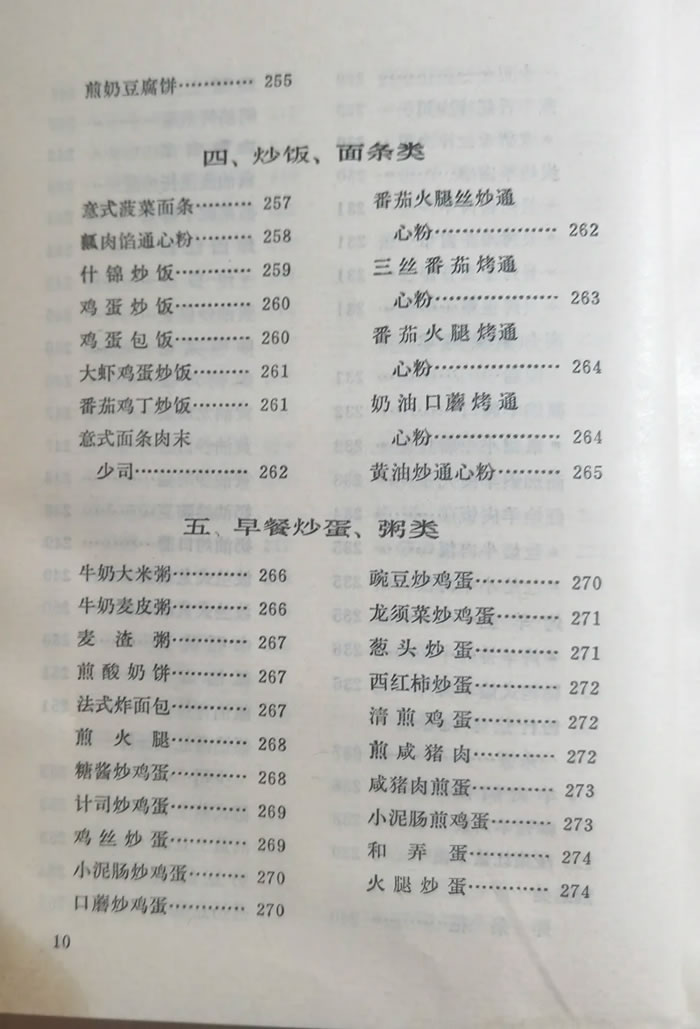 煎奶豆腐饼………… 255
四、炒饭、面条类
意式菠菜面条……… 257
瓤肉馅通心粉……… 258
什锦炒饭………… 259
鸡蛋炒饭………… 260
鸡蛋包饭………… 260
大虾鸡蛋炒饭……… 261
番茄鸡丁炒饭……… 261
意式面条肉末
少司……………… 262
番茄火腿丝炒通
心粉……………… 262
三丝番茄烤通
心粉……………… 263
番茄火腿烤通
心粉……………… 264
奶油口蘑烤通
心粉……………… 264
黄油炒通心粉……… 265
五、早餐炒蛋、粥类
牛奶大米粥………… 266
牛奶麦皮粥………… 266
麦渣粥………… 267
煎酸奶饼………… 267
法式炸面包………… 267
煎火腿………… 268
糖酱炒鸡蛋………… 268
计司炒鸡蛋………… 269
鸡丝炒蛋………… 269
小泥肠炒鸡蛋……… 270
口蘑炒鸡蛋………… 270
豌豆炒鸡蛋………… 270
龙须菜炒鸡蛋……… 271
葱头炒蛋………… 271
西红柿炒蛋………… 272
清煎鸡蛋………… 272
煎咸猪肉………… 272
咸猪肉煎蛋………… 273
小泥肠煎鸡蛋……… 273
和弄蛋………… 274
火腿炒蛋………… 274
10